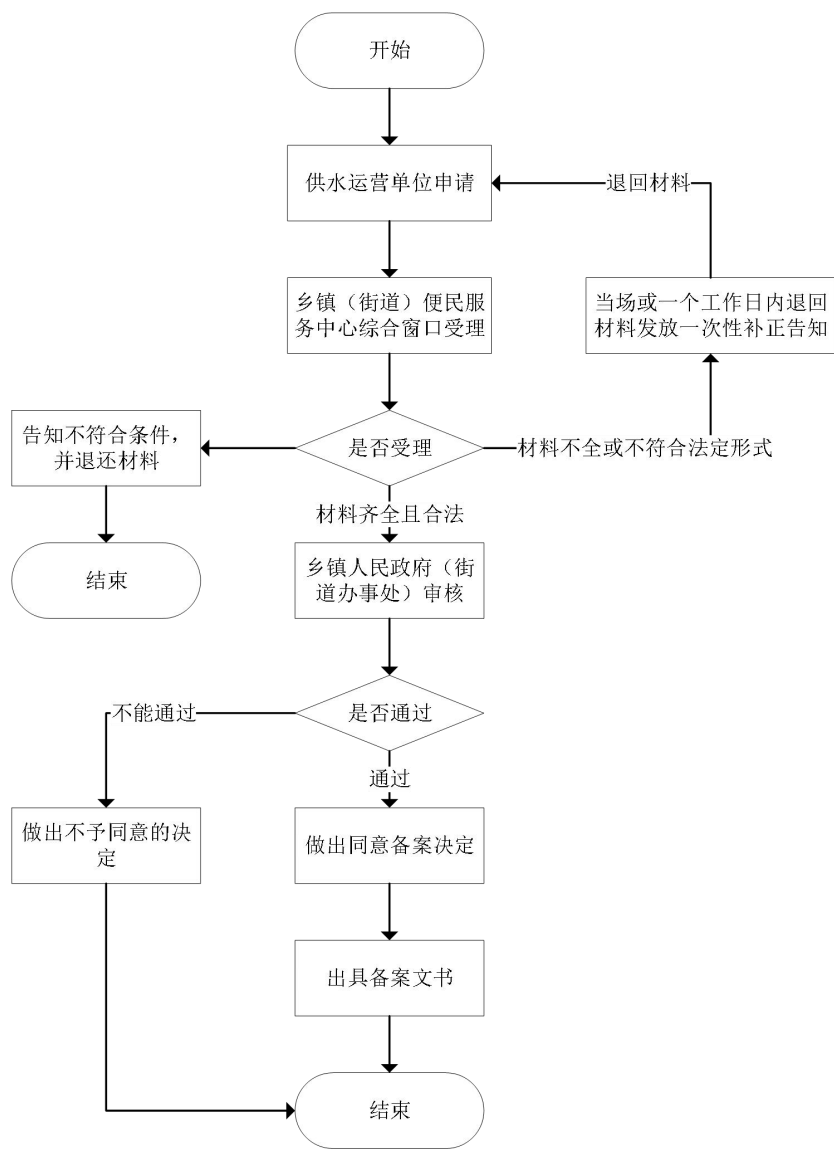 开始
供水运营单位申请
退回材料
乡镇（街道）便民服
务中心综合窗口受理
当场或一个工作日内退回
材料发放一次性补正告知
告知不符合条件，
并退还材料
是否受理
材料不全或不符合法定形式
材料齐全且合法
结束
乡镇人民政府（街
道办事处）审核
不能通过
是否通过
通过
做出不予同意的决
定
做出同意备案决定
出具备案文书
结束